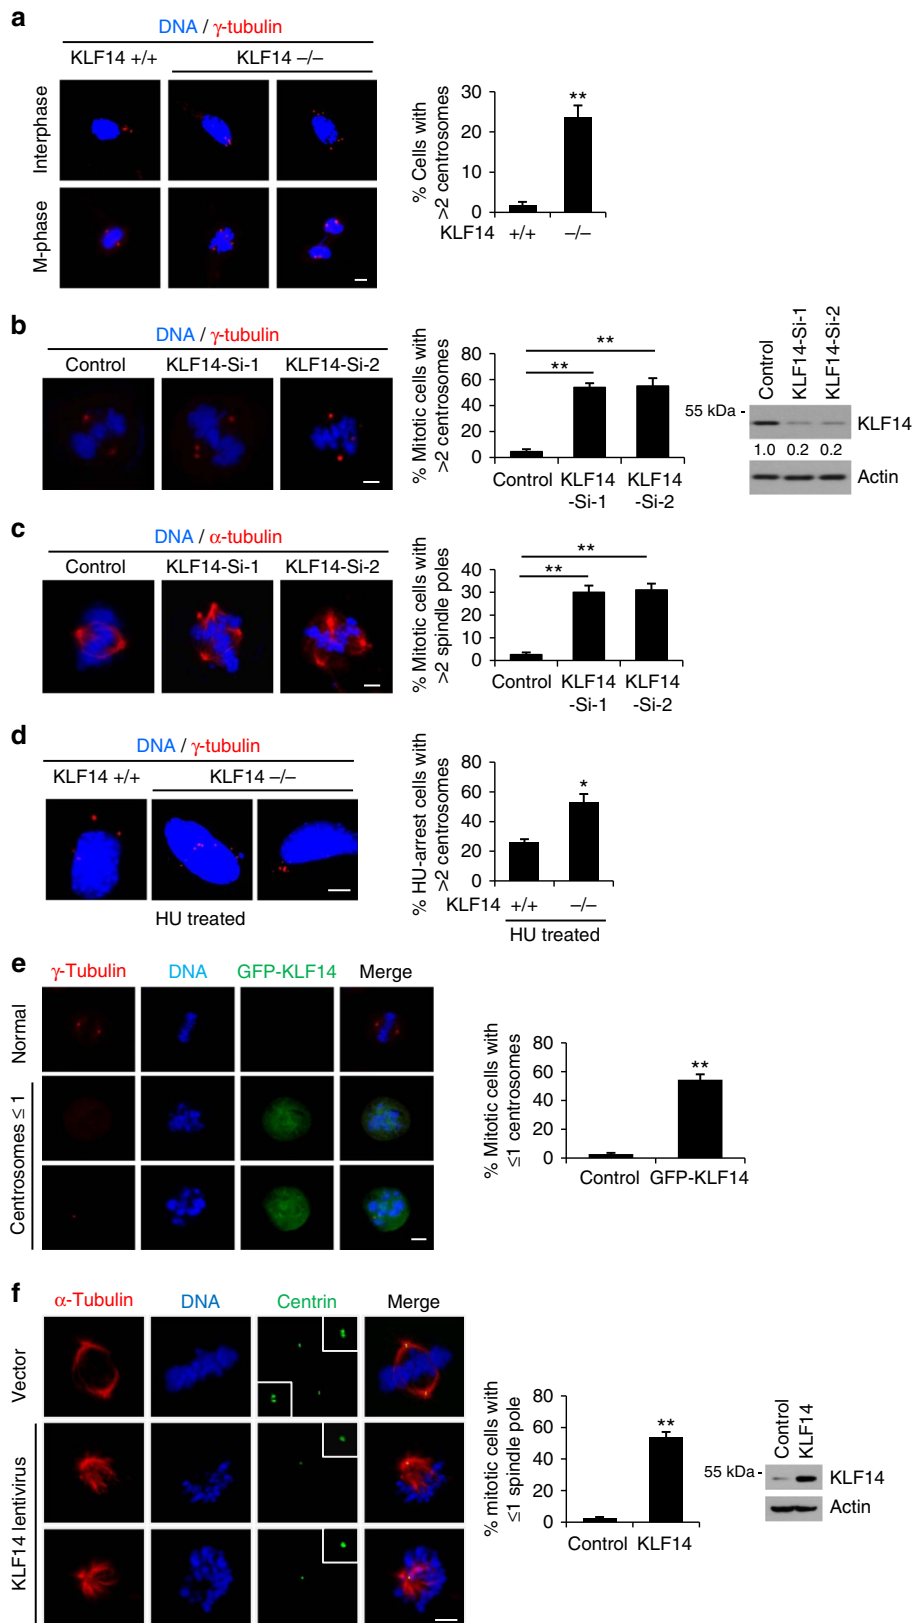 a
DNA / γ-tubulin
KLF14 +/+ KLF14 –/–
Interphase
M-phase
% Cells with
>2 centrosomes
30
20
10
0
**
KLF14 +/+ –/–
b
DNA / γ-tubulin
Control KLF14-Si-1 KLF14-Si-2
% Mitotic cells with
>2 centrosomes
80
60
40
20
0
**
**
Control KLF14 KLF14
-Si-1 -Si-2
Control
KLF14-Si-1
KLF14-Si-2
55 kDa -
KLF14
1.0 0.2 0.2
Actin
c
DNA / α-tubulin
Control KLF14-Si-1 KLF14-Si-2
% Mitotic cells with
>2 spindle poles
40
30
20
10
0
**
**
Control KLF14 KLF14
-Si-1 -Si-2
d
DNA / γ-tubulin
KLF14 +/+ KLF14 –/–
HU treated
% HU-arrest cells with
>2 centrosomes
80
60
40
20
0
*
KLF14 +/+ –/–
HU treated
e
γ-Tubulin DNA GFP-KLF14 Merge
Normal
Centrosomes ≤ 1
% Mitotic cells with
≤1 centrosomes
80
60
40
20
0
**
Control GFP-KLF14
f
α-Tubulin DNA Centrin Merge
Vector
KLF14 lentivirus
% mitotic cells with
≤1 spindle pole
80
60
40
20
0
**
Control KLF14
Control
KLF14
55 kDa -
KLF14
Actin